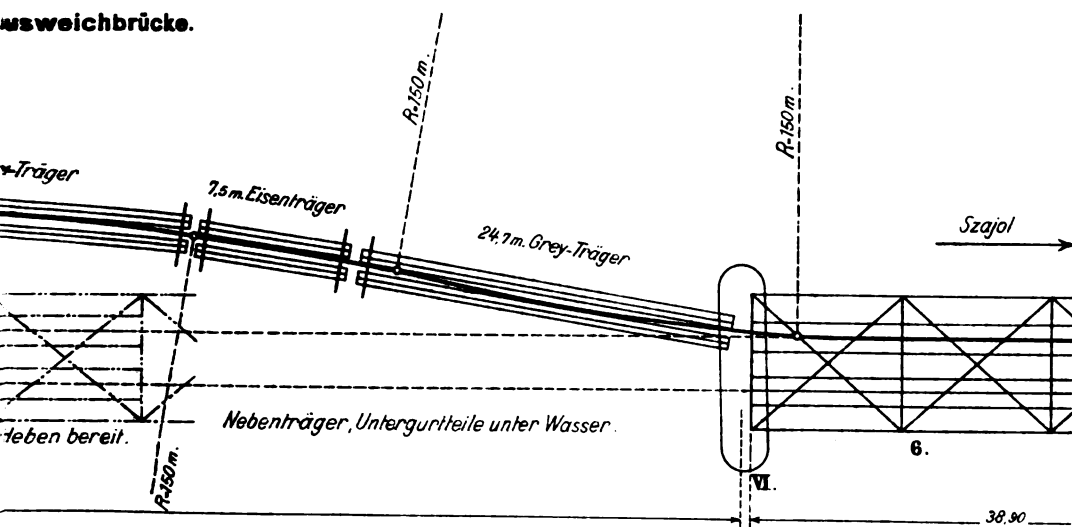 usweichbrücke.
R=150 m.
R=150 m.
-Träger
7,5 m. Eisenträger
24,7 m. Grey-Träger
Szajol
Nebenträger, Untergurtteile unter Wasser.
Heben bereit.
R=150 m.
6.
VI.
38,90